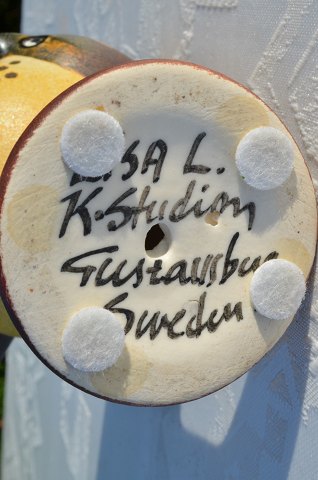 LISA L.
K-Studion
Gustavsberg
Sweden